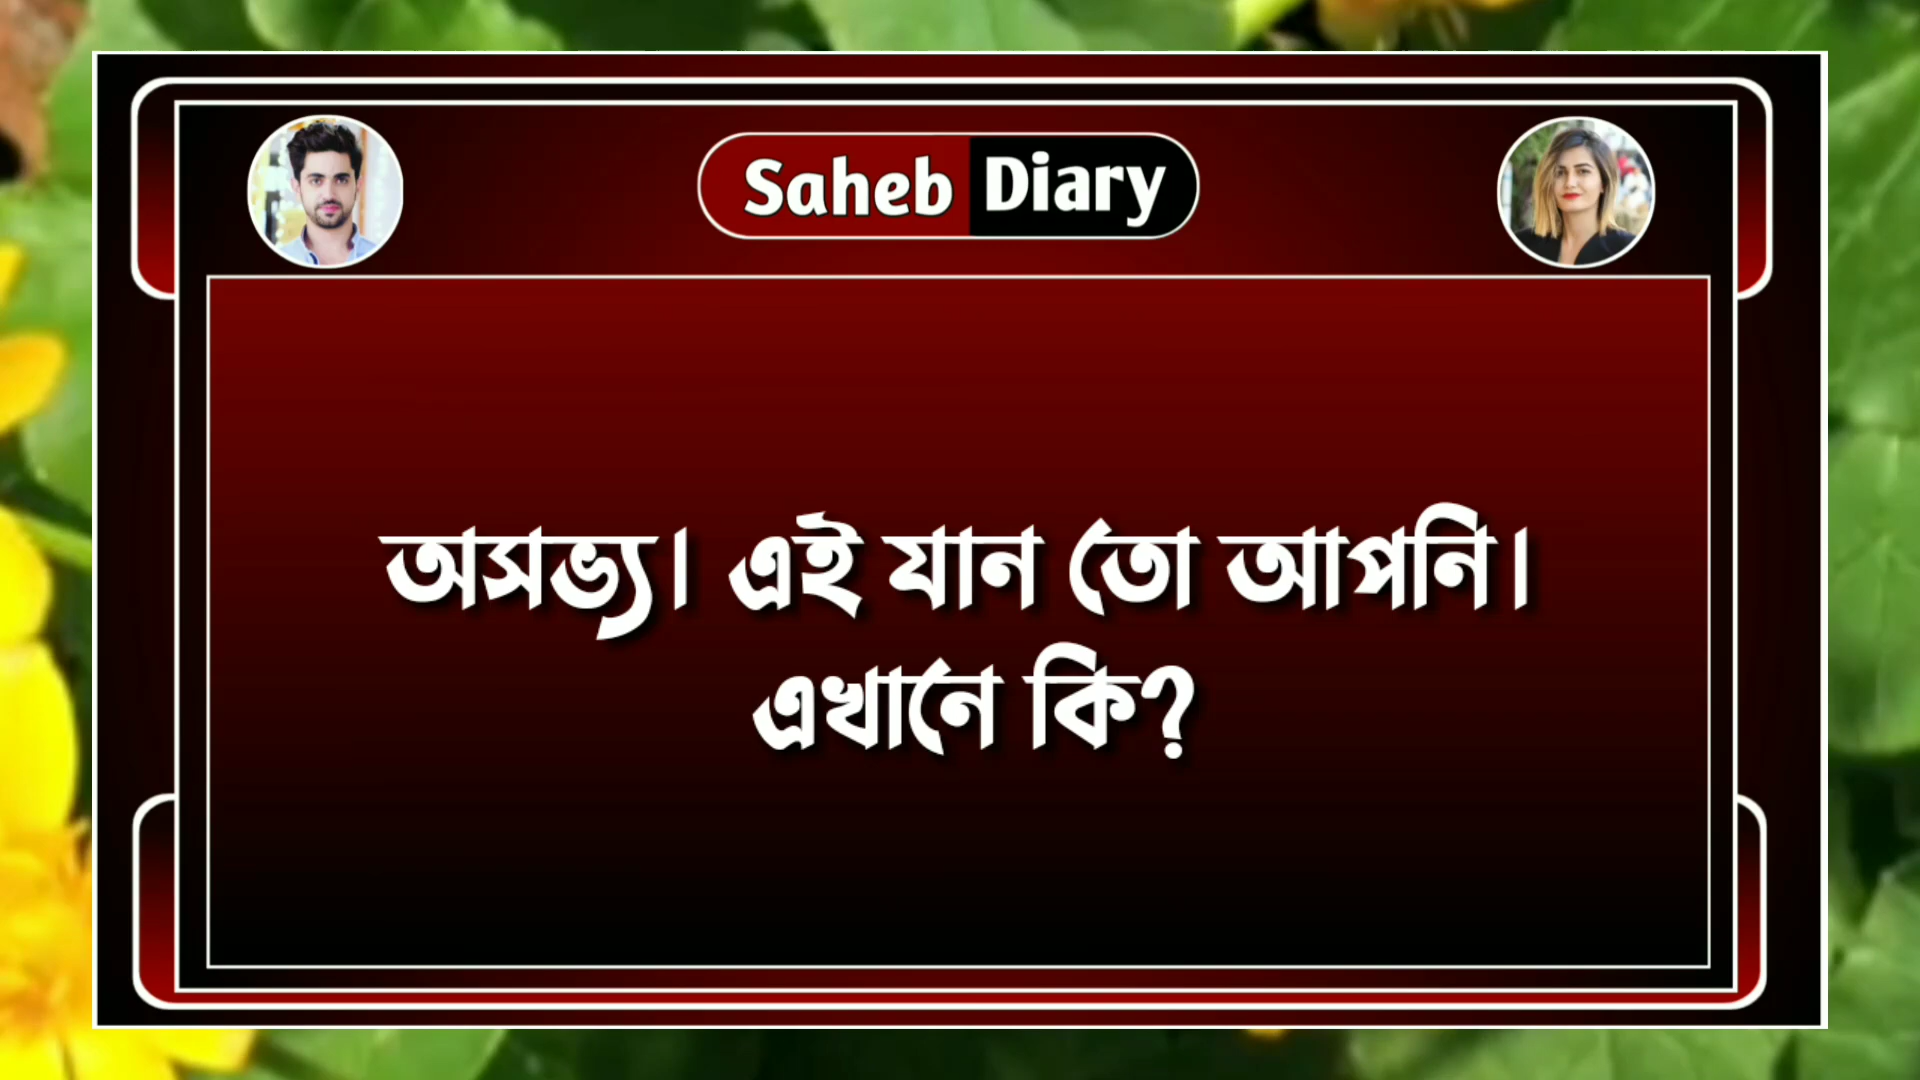 Saheb Diary
অসভ্য। এই যান তো আপনি।
এখানে কি?